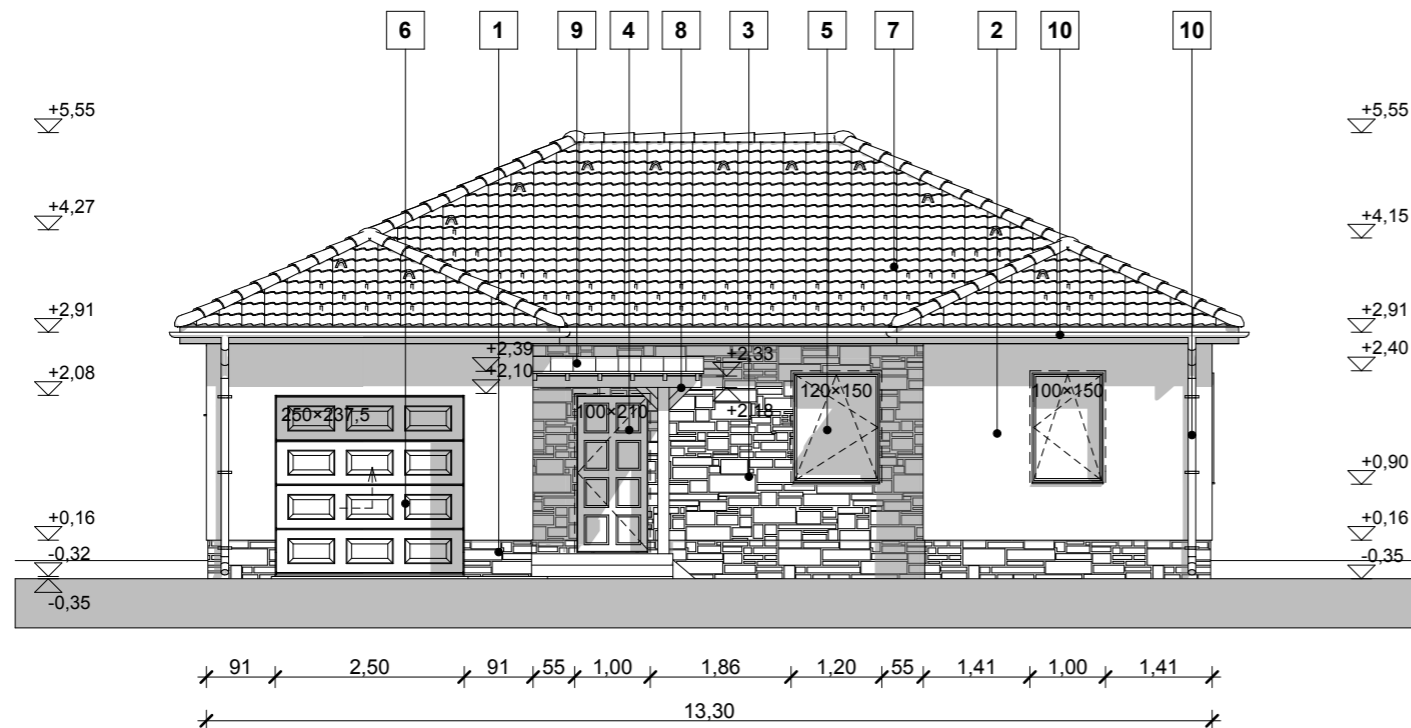 6 1 9 4 8 3 5 7 2 10 10
+5,55 +5,55
+4,27 +4,15
+2,91 +2,91
+2,39 +2,33 +2,40
+2,08 +2,10
120×150 100×150
250×237,5 100×210 +2,18
+0,90
+0,16 +0,16
-0,32 -0,35
-0,35
91 2,50 91 55 1,00 1,86 1,20 55 1,41 1,00 1,41
13,30